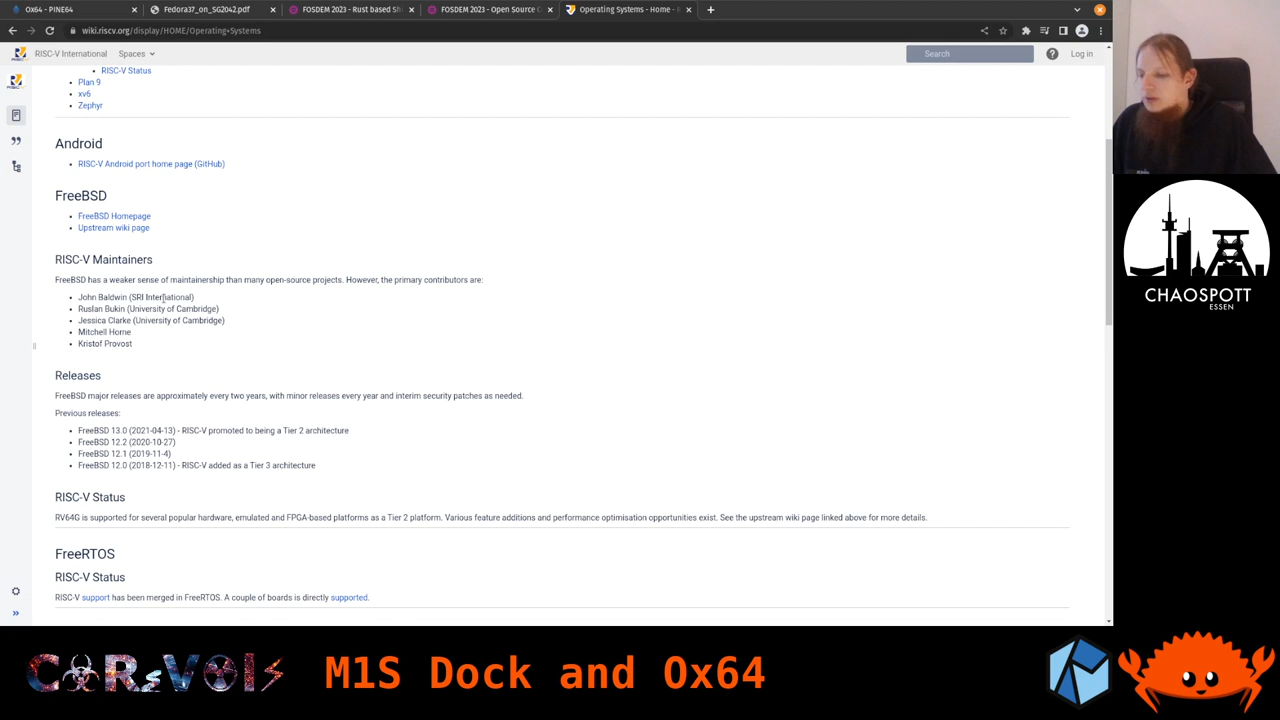 Ox64 - PINE64
Fedora37_on_SG2042.pdf
FOSDEM 2023 - Rust based Shi
FOSDEM 2023 - Open Source C
Operating Systems - Home - R
wiki.riscv.org/display/HOME/Operating+Systems
RISC-V International
Spaces
Search
Log in
RISC-V Status
Plan 9
xv6
Zephyr
Android
RISC-V Android port home page (GitHub)
FreeBSD
FreeBSD Homepage
Upstream wiki page
RISC-V Maintainers
FreeBSD has a weaker sense of maintainership than many open-source projects. However, the primary contributors are:
John Baldwin (SRI International)
Ruslan Bukin (University of Cambridge)
Jessica Clarke (University of Cambridge)
Mitchell Horne
Kristof Provost
Releases
FreeBSD major releases are approximately every two years, with minor releases every year and interim security patches as needed.
Previous releases:
FreeBSD 13.0 (2021-04-13) - RISC-V promoted to being a Tier 2 architecture
FreeBSD 12.2 (2020-10-27)
FreeBSD 12.1 (2019-11-4)
FreeBSD 12.0 (2018-12-11) - RISC-V added as a Tier 3 architecture
RISC-V Status
RV64G is supported for several popular hardware, emulated and FPGA-based platforms as a Tier 2 platform. Various feature additions and performance optimisation opportunities exist. See the upstream wiki page linked above for more details.
FreeRTOS
RISC-V Status
RISC-V support has been merged in FreeRTOS. A couple of boards is directly supported.
CHAOSPOTT
ESSEN
M1S Dock and Ox64